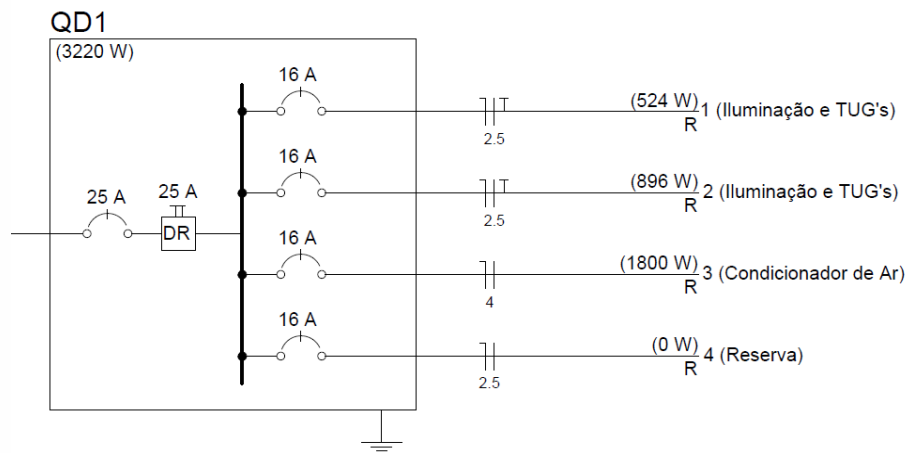 QD1
(3220 W)
25 A
25 A
DR
16 A
2.5
(524 W)
R
1 (Iluminação e TUG's)
16 A
2.5
(896 W)
R
2 (Iluminação e TUG's)
16 A
4
(1800 W)
R
3 (Condicionador de Ar)
16 A
2.5
(0 W)
R
4 (Reserva)